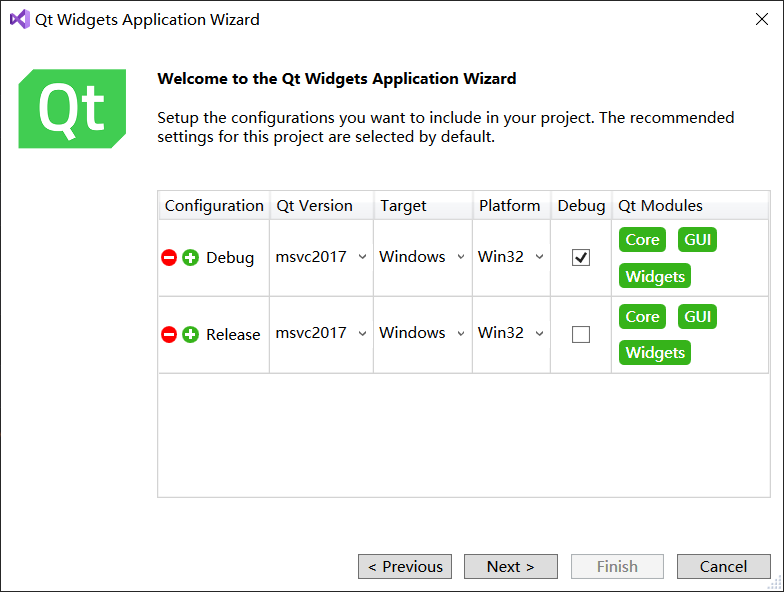 Qt Widgets Application Wizard
Qt
Welcome to the Qt Widgets Application Wizard
Setup the configurations you want to include in your project. The recommended
settings for this project are selected by default.
Configuration Qt Version Target Platform Debug Qt Modules
Debug msvc2017 Windows Win32 Core GUI
Widgets
Release msvc2017 Windows Win32 Core GUI
Widgets
< Previous Next > Finish Cancel